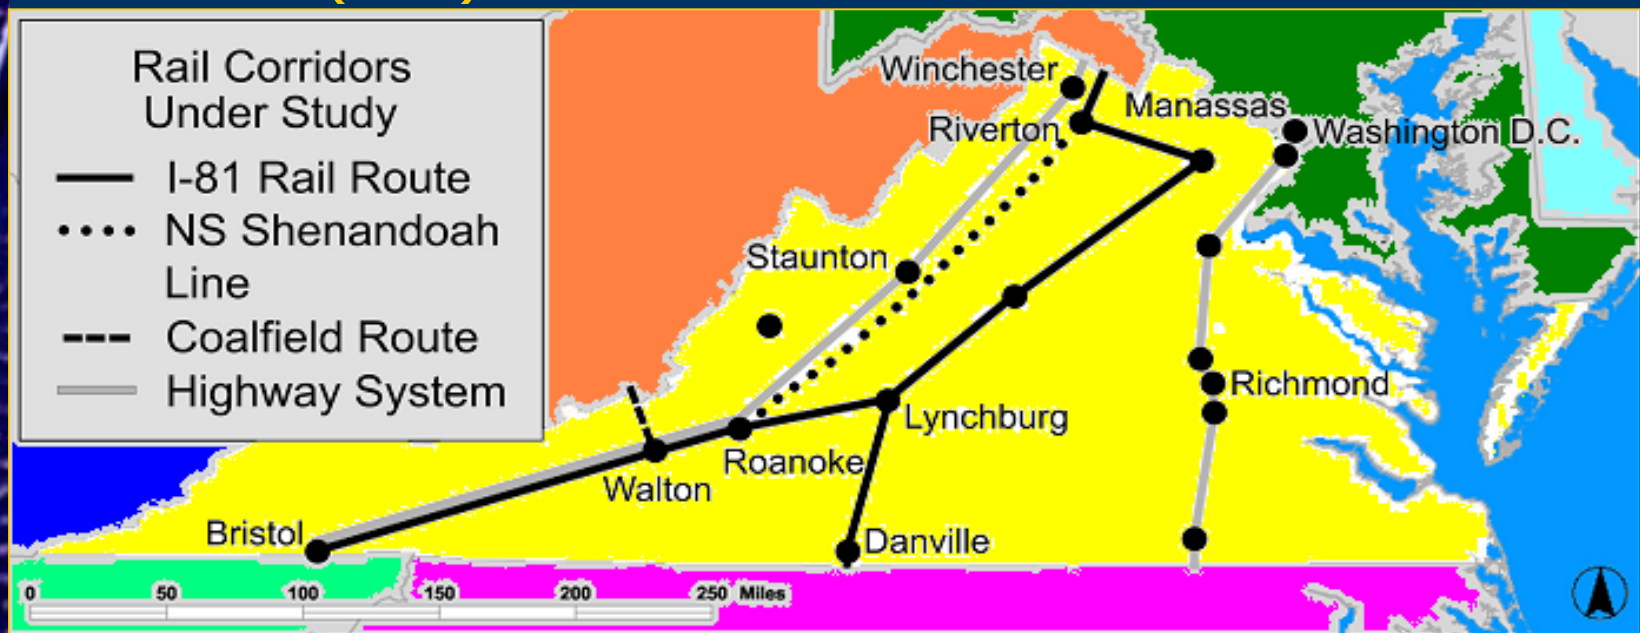 Rail Corridors
Under Study
I-81 Rail Route
NS Shenandoah
Line
Coalfield Route
Highway System
Winchester
Manassas
Riverton
Washington D.C.
Staunton
Richmond
Lynchburg
Roanoke
Walton
Bristol
Danville
0 50 100 150 200 250 Miles